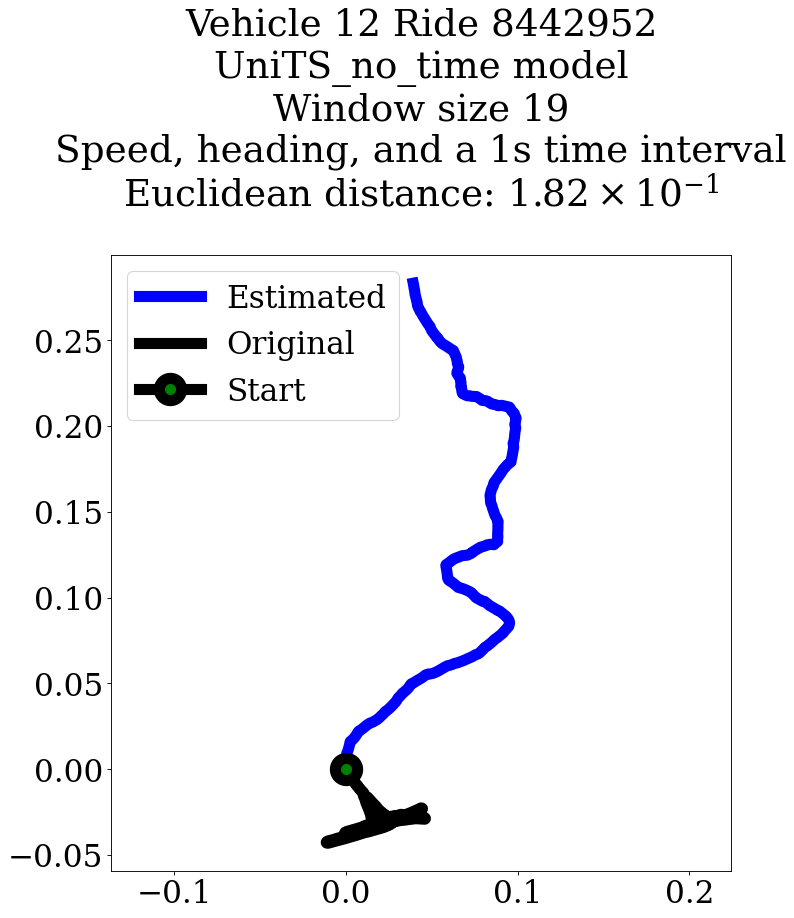 Vehicle 12 Ride 8442952
UniTS_no_time model
Window size 19
Speed, heading, and a 1s time interval
Euclidean distance: 1.82 × 10⁻¹
Estimated
Original
Start
0.25
0.20
0.15
0.10
0.05
0.00
−0.05
−0.1
0.0
0.1
0.2